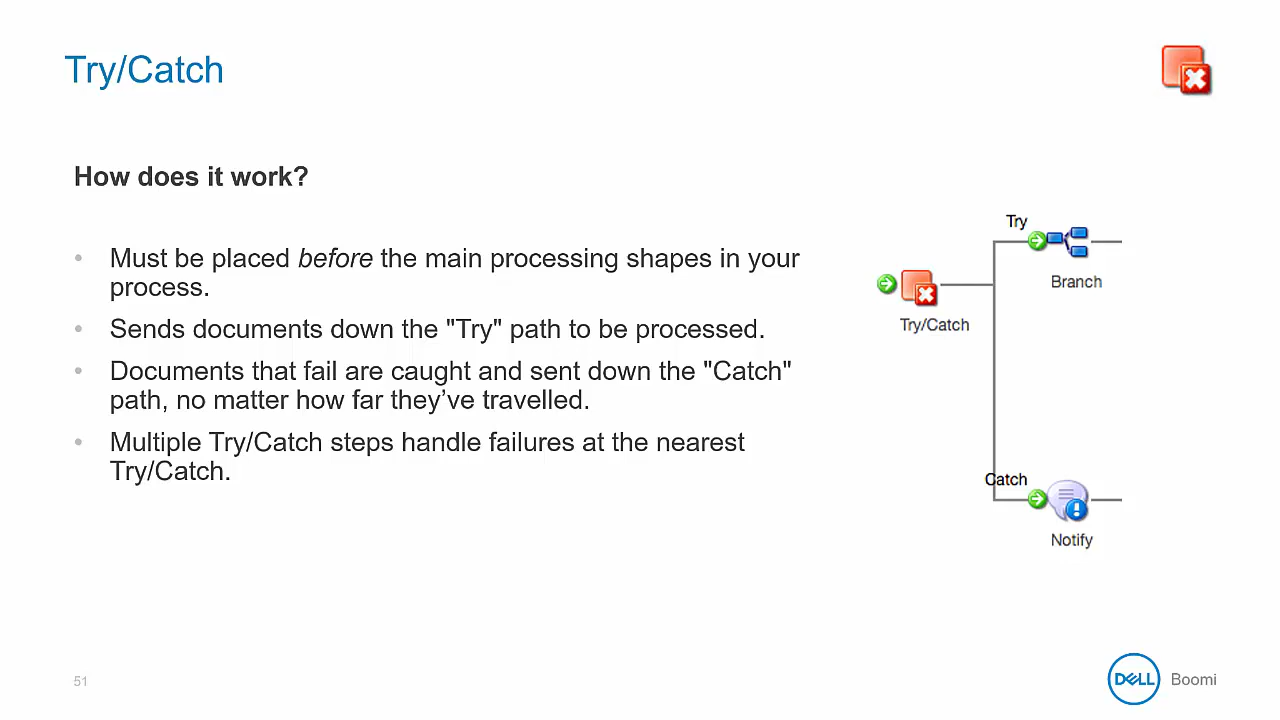 Try/Catch
How does it work?
• Must be placed before the main processing shapes in your
process.
• Sends documents down the "Try" path to be processed.
• Documents that fail are caught and sent down the "Catch"
path, no matter how far they’ve travelled.
• Multiple Try/Catch steps handle failures at the nearest
Try/Catch.
Try
Branch
Try/Catch
Catch
Notify
51
DELL Boomi